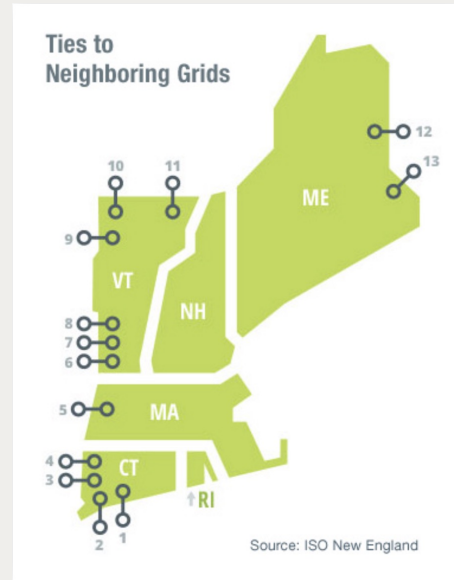 Ties to
Neighboring Grids
12
13
10
11
ME
9
VT
NH
8
7
6
5
MA
4
CT
3
RI
2
1
Source: ISO New England